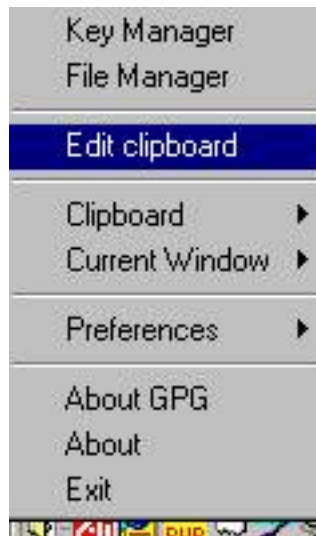 Key Manager
File Manager
Edit clipboard
Clipboard
Current Window
Preferences
About GPG
About
Exit